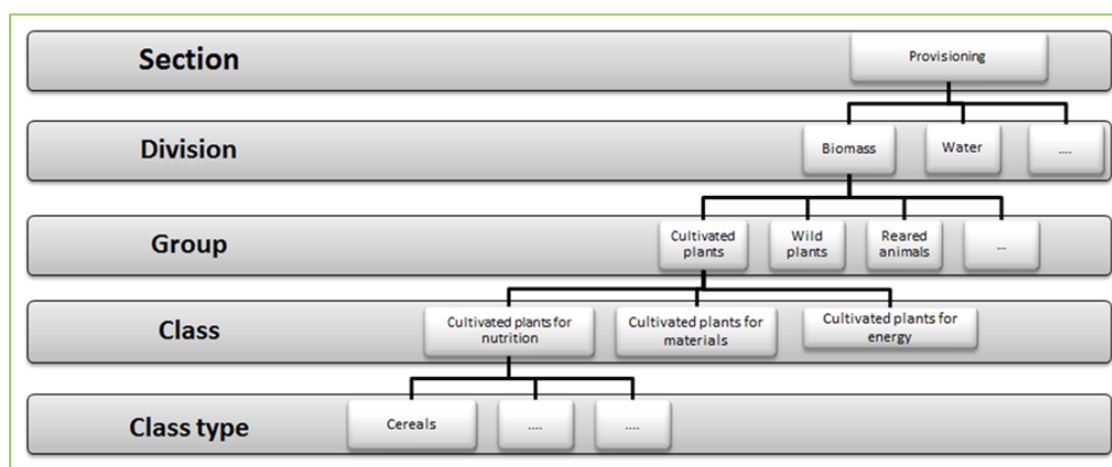 Section
Provisioning
Division
Biomass
Water
....
Group
Cultivated
plants
Wild
plants
Reared
animals
...
Class
Cultivated plants for
nutrition
Cultivated plants for
materials
Cultivated plants for
energy
Class type
Cereals
....
....